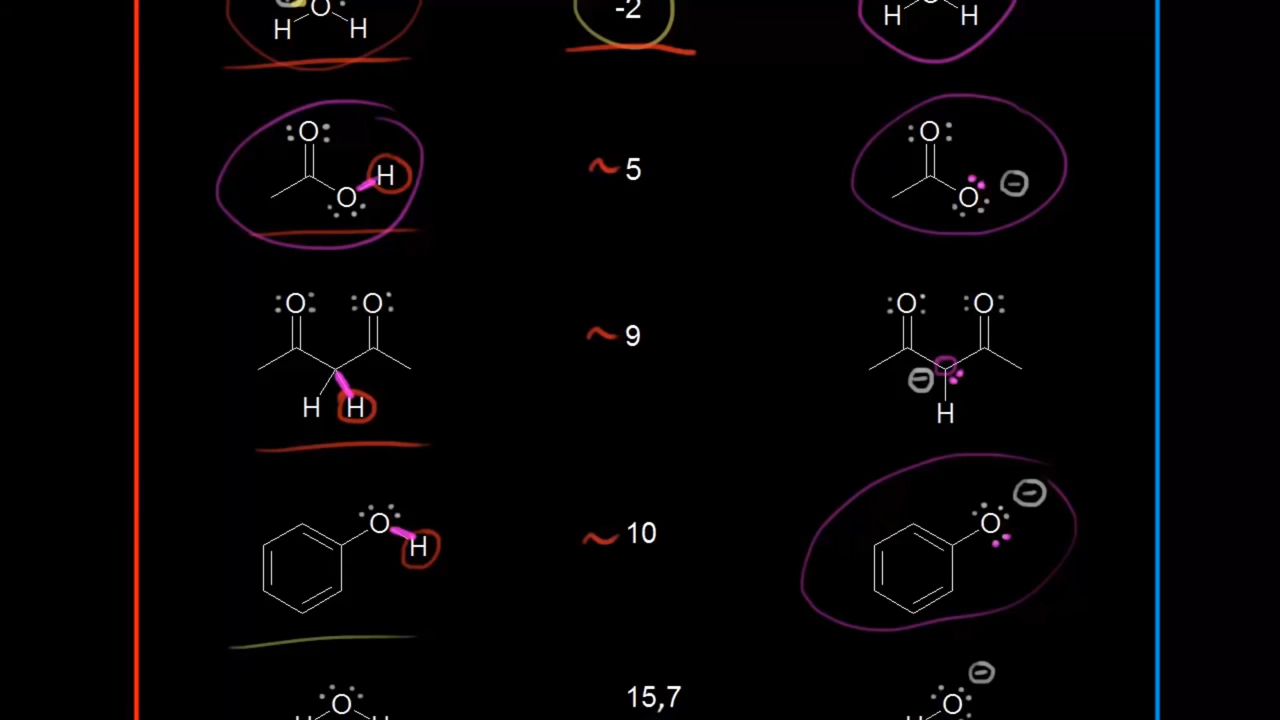 O
H H -2 H H
:O: :O:
H
O ~ 5 O ⊖
:O: :O: :O: :O:
~ 9
⊖
H H H
⊖
O O
H ~ 10
⊖
O 15,7 O
H H H